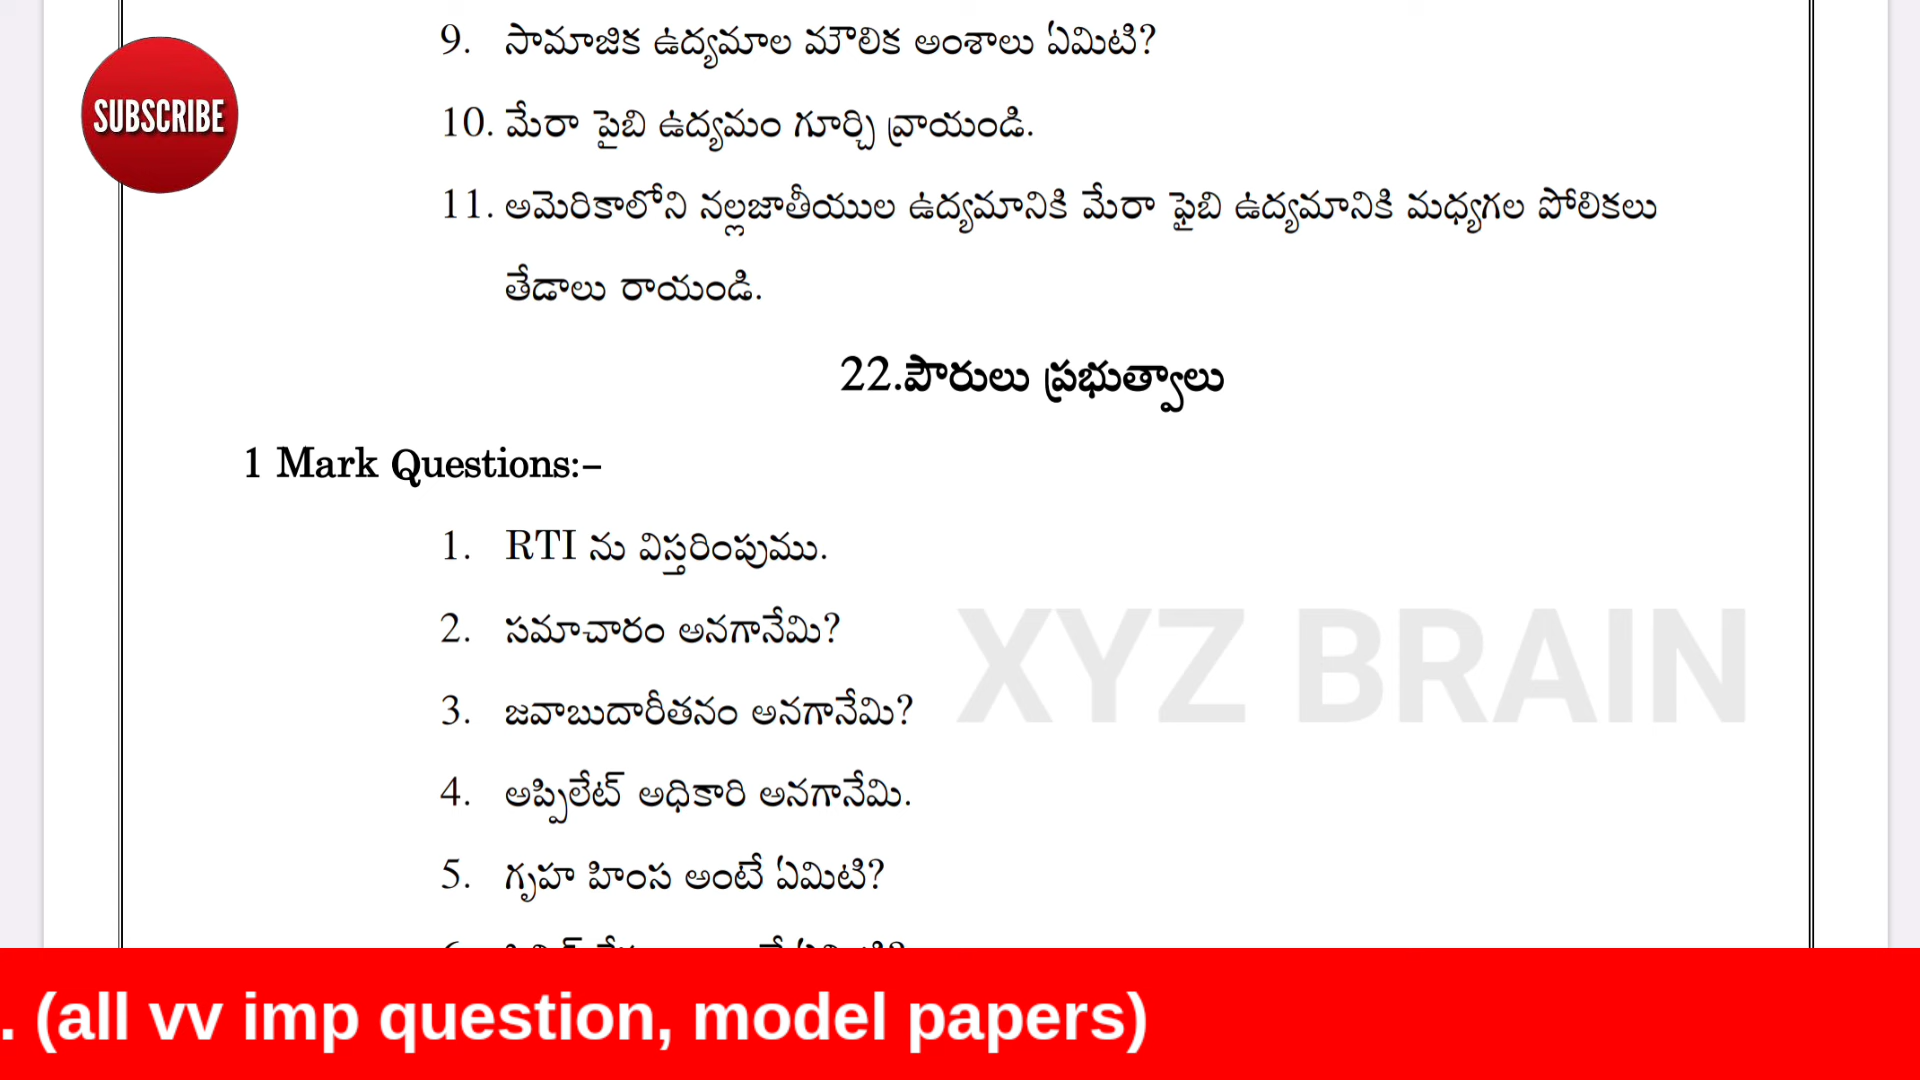 9. సామాజిక ఉద్యమాల మౌలిక అంశాలు ఏమిటి?
SUBSCRIBE
10. మేరా పైబి ఉద్యమం గూర్చి వ్రాయండి.
11. అమెరికాలోని నల్లజాతీయుల ఉద్యమానికి మేరా ఫైబి ఉద్యమానికి మధ్యగల పోలికలు
తేడాలు రాయండి.
22.పౌరులు ప్రభుత్వాలు
1 Mark Questions:–
1. RTI ను విస్తరింపుము.
2. సమాచారం అనగానేమి?
XYZ BRAIN
3. జవాబుదారీతనం అనగానేమి?
4. అప్పిలేట్ అధికారి అనగానేమి.
5. గృహ హింస అంటే ఏమిటి?
. (all vv imp question, model papers)